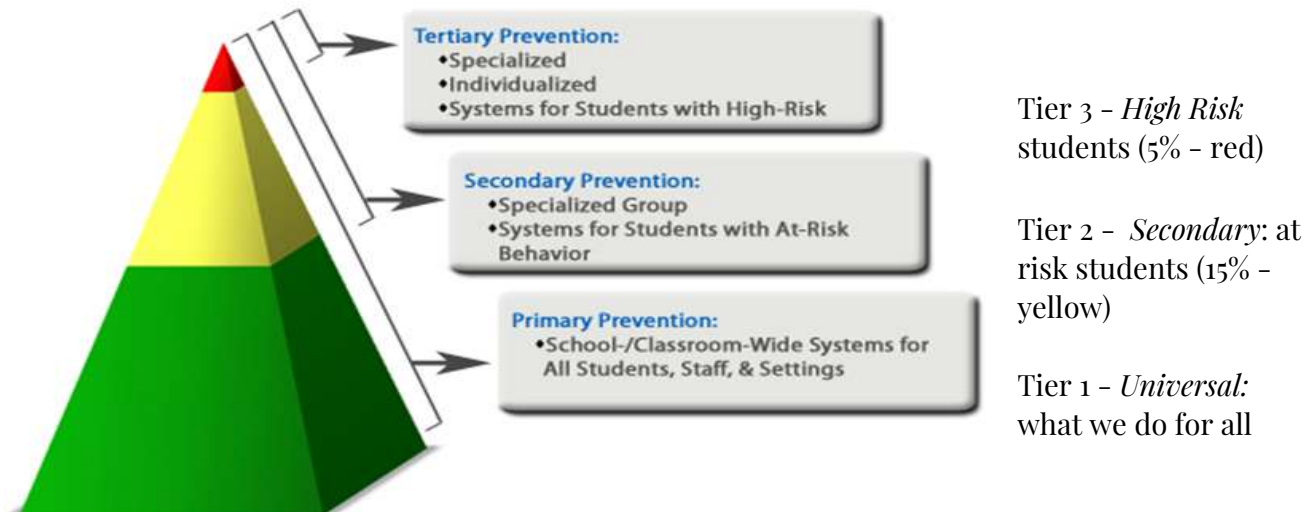 Tertiary Prevention:
◆Specialized
◆Individualized
◆Systems for Students with High-Risk
Secondary Prevention:
◆Specialized Group
◆Systems for Students with At-Risk
Behavior
Primary Prevention:
◆School-/Classroom-Wide Systems for
All Students, Staff, & Settings
Tier 3 - High Risk
students (5% - red)
Tier 2 - Secondary: at
risk students (15% -
yellow)
Tier 1 - Universal:
what we do for all